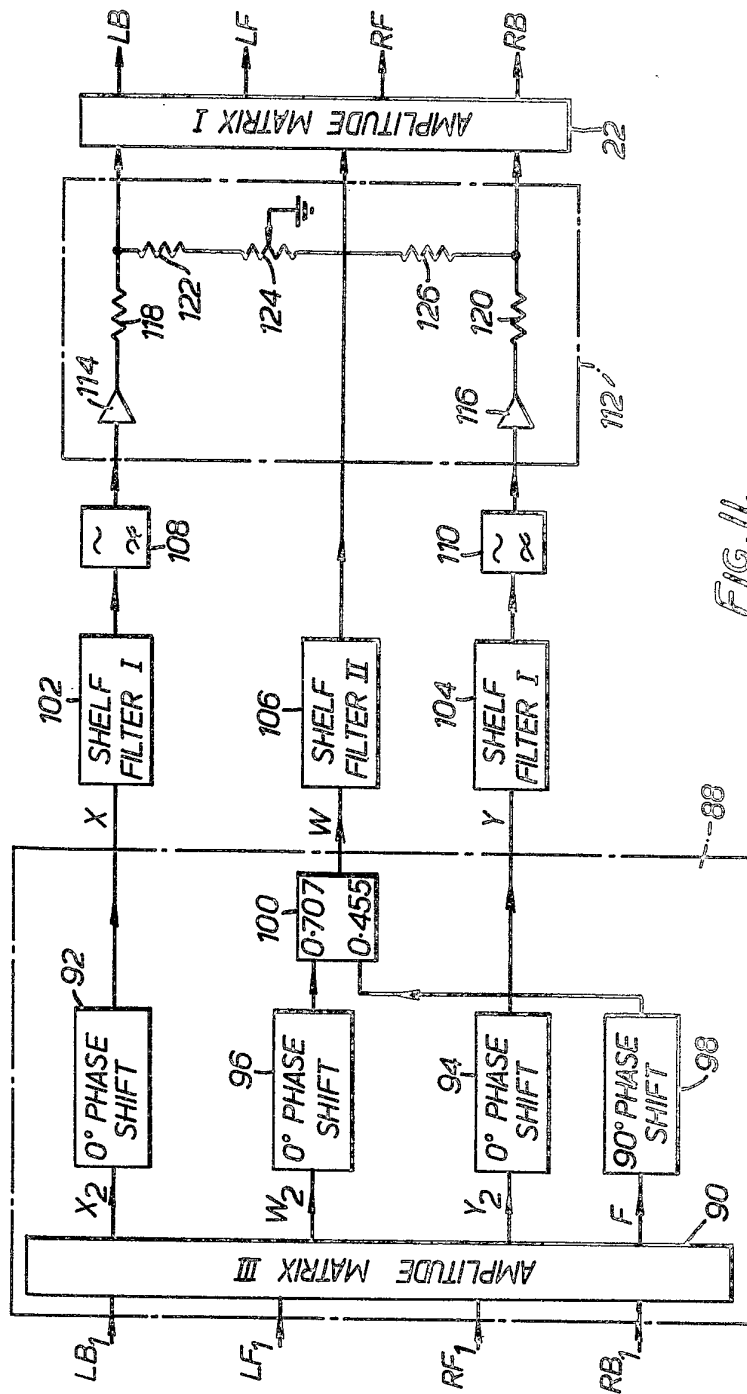 LB₁
LF₁
RF₁
RB₁
AMPLITUDE MATRIX III
90
X₂
W₂
Y₂
F
92
0° PHASE
SHIFT
96
0° PHASE
SHIFT
94
0° PHASE
SHIFT
90° PHASE
SHIFT
98
100
0·707
0·455
88
X
W
Y
102
SHELF
FILTER I
106
SHELF
FILTER II
104
SHELF
FILTER I
~
≉
108
110
~
≉
114
118
122
124
126
116
120
112
AMPLITUDE MATRIX I
22
LB
LF
RF
RB
FIG. 11.